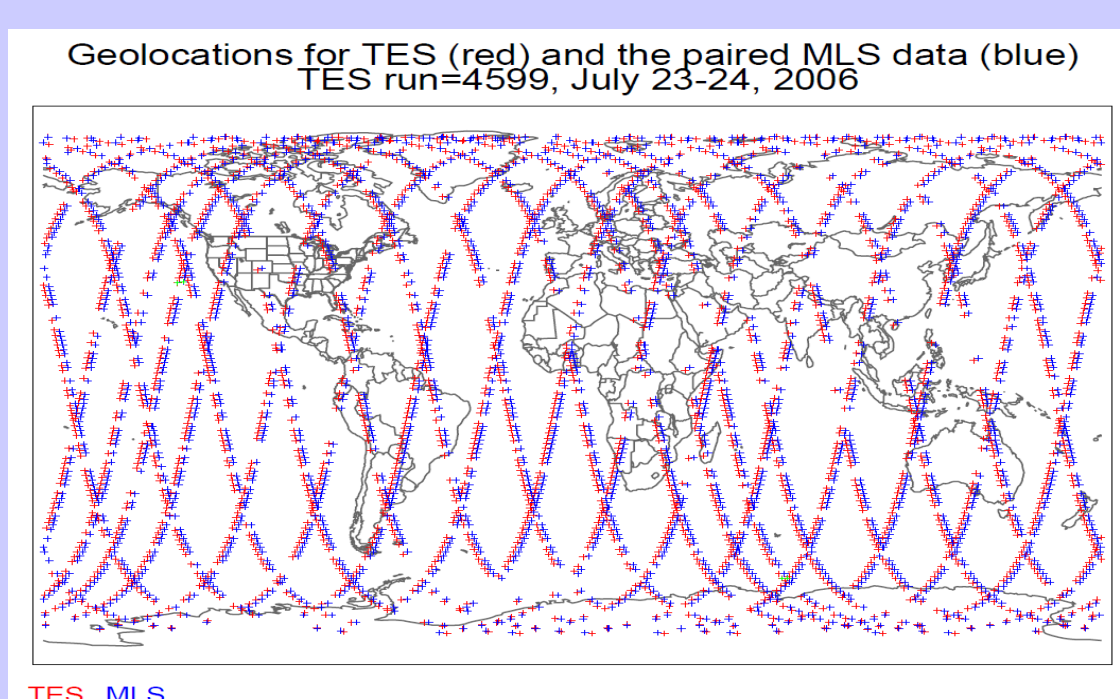 Geolocations for TES (red) and the paired MLS data (blue)
TES run=4599, July 23-24, 2006
TES MLS